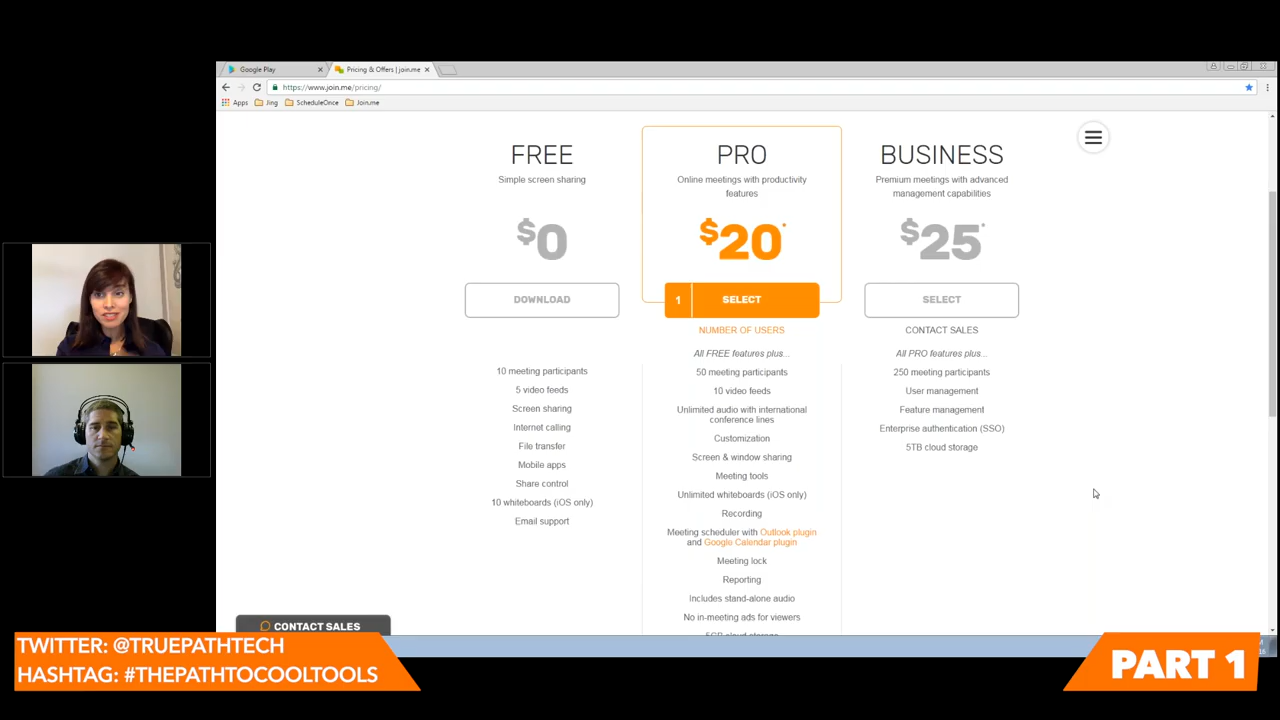 Google Play
Pricing & Offers | join.me
https://www.join.me/pricing/
Apps
Jing
ScheduleOnce
Join.me
FREE
Simple screen sharing
$0
DOWNLOAD
10 meeting participants
5 video feeds
Screen sharing
Internet calling
File transfer
Mobile apps
Share control
10 whiteboards (iOS only)
Email support
PRO
Online meetings with productivity
features
$20*
1 SELECT
NUMBER OF USERS
All FREE features plus...
50 meeting participants
10 video feeds
Unlimited audio with international
conference lines
Customization
Screen & window sharing
Meeting tools
Unlimited whiteboards (iOS only)
Recording
Meeting scheduler with Outlook plugin
and Google Calendar plugin
Meeting lock
Reporting
Includes stand-alone audio
No in-meeting ads for viewers
5GB cloud storage
BUSINESS
Premium meetings with advanced
management capabilities
$25*
SELECT
CONTACT SALES
All PRO features plus...
250 meeting participants
User management
Feature management
Enterprise authentication (SSO)
5TB cloud storage
CONTACT SALES
TWITTER: @TRUEPATHTECH
HASHTAG: #THEPATHTOCOOLTOOLS
PART 1